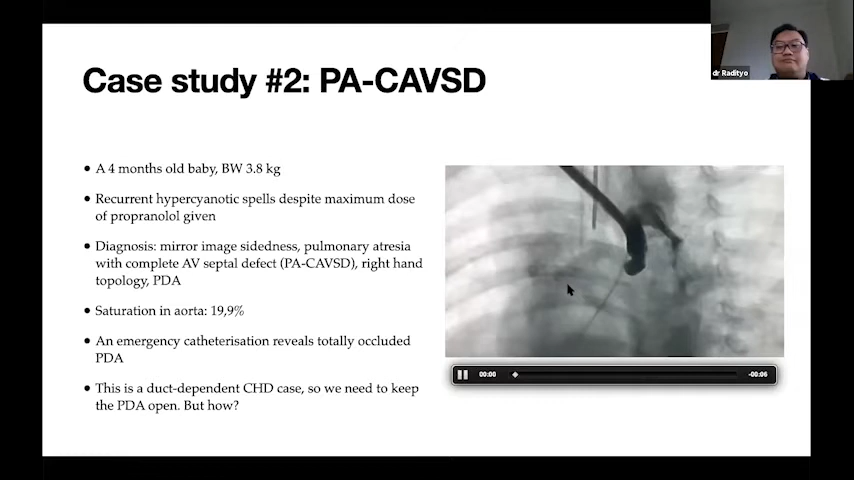 Case study #2: PA-CAVSD
dr Radityo
• A 4 months old baby, BW 3.8 kg
• Recurrent hypercyanotic spells despite maximum dose
of propranolol given
• Diagnosis: mirror image sidedness, pulmonary atresia
with complete AV septal defect (PA-CAVSD), right hand
topology, PDA
• Saturation in aorta: 19,9%
• An emergency catheterisation reveals totally occluded
PDA
• This is a duct-dependent CHD case, so we need to keep
the PDA open. But how?
00:00
-00:06